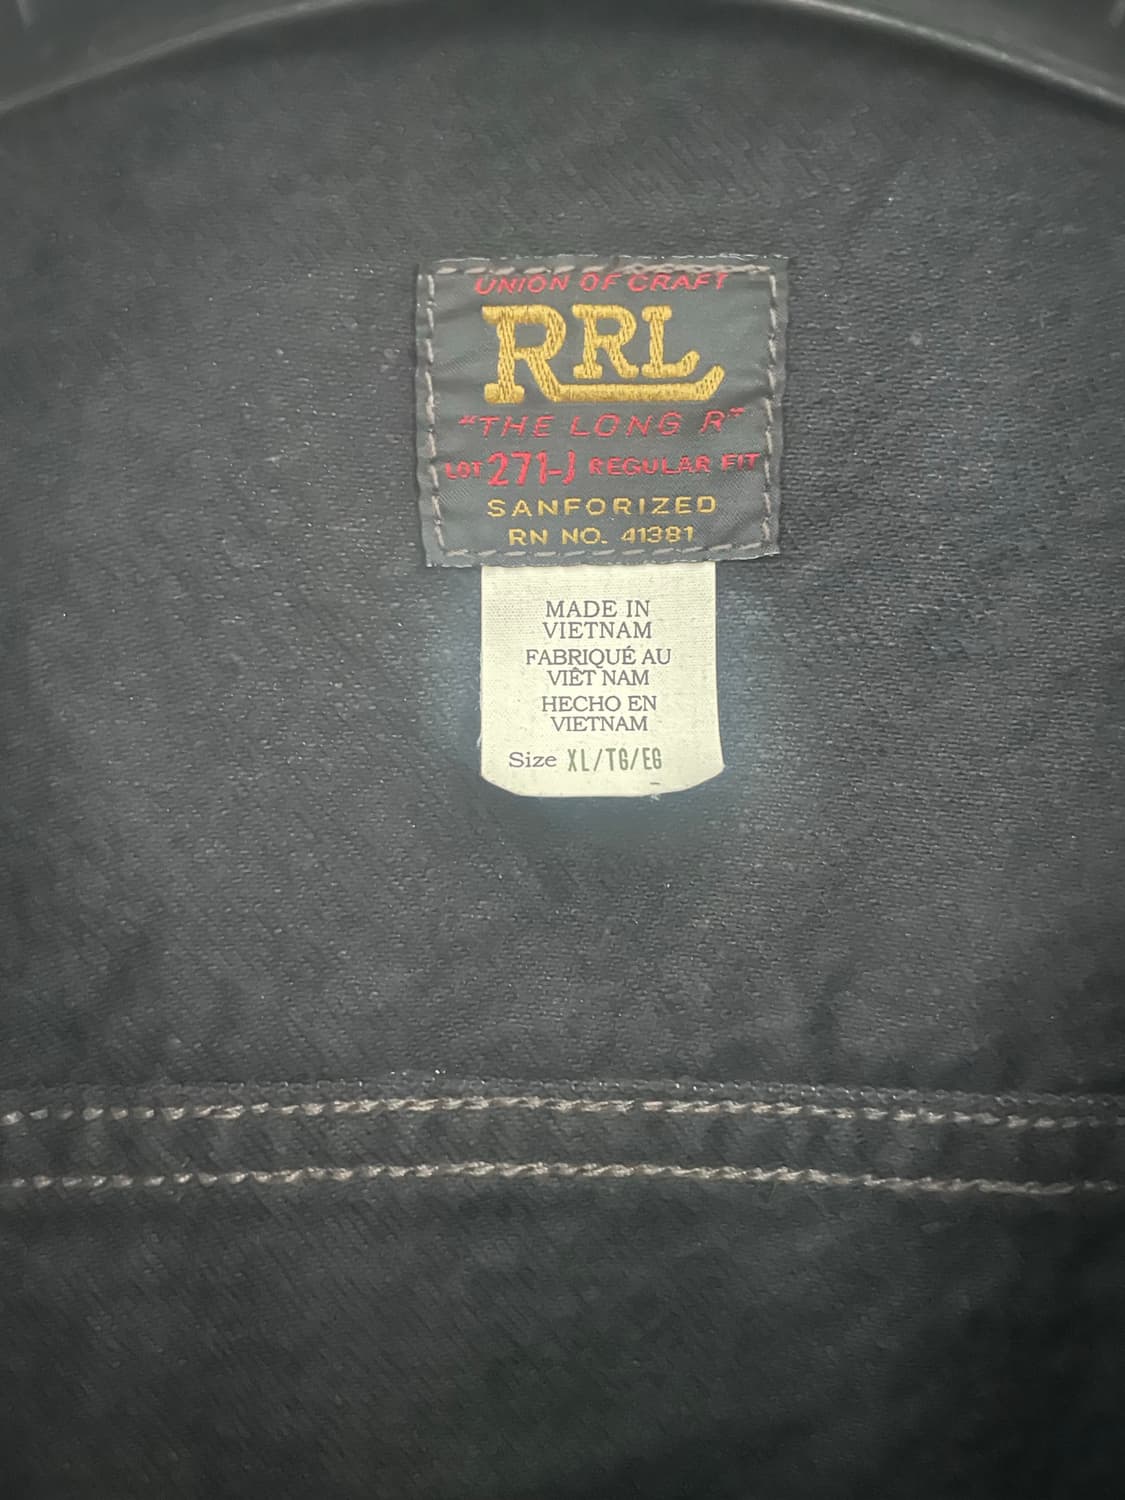 UNION OF CRAFT
RRL
"THE LONG R"
LOT 271-J REGULAR FIT
SANFORIZED
RN NO. 41381
MADE IN
VIETNAM
FABRIQUÉ AU
VIÊT NAM
HECHO EN
VIETNAM
Size XL/TG/EG